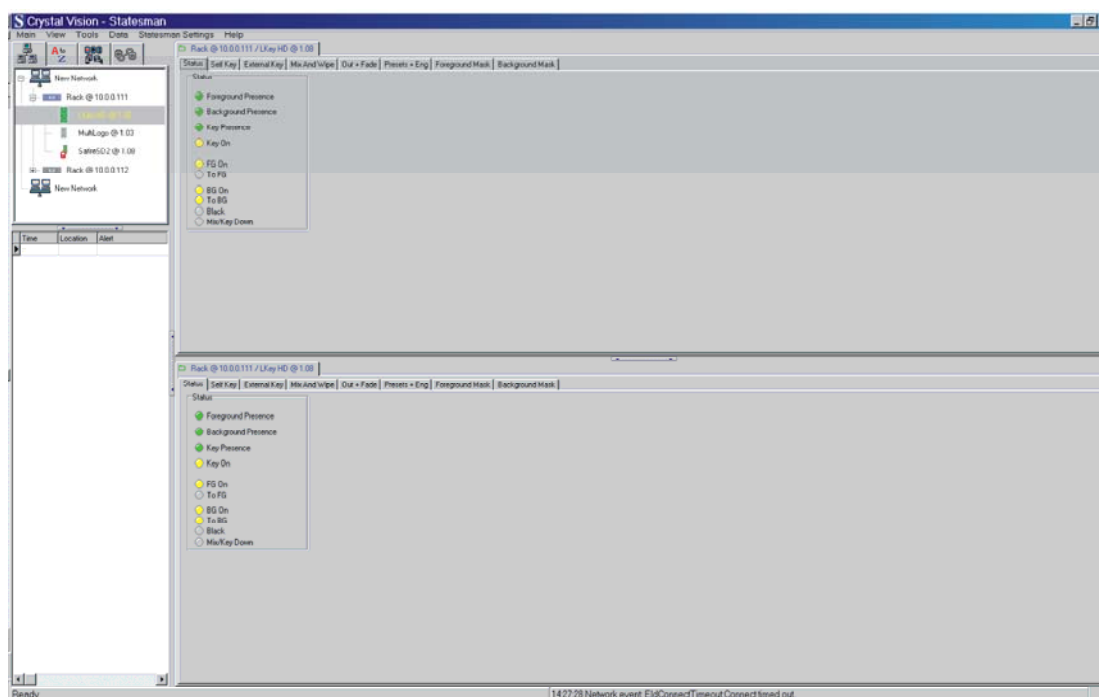 S Crystal Vision - Statesman
Main View Tools Data Statesman Settings Help
A Z
New Network
Rack @ 10.0.0.111
MultiLogo @ 1.03
SafireSD2 @ 1.08
Rack @ 10.0.0.112
New Network
Time Location Alert
Rack @ 10.0.0.111 / LKey HD @ 1.08
Status Self Key External Key Mix And Wipe Out + Fade Presets + Eng Foreground Mask Background Mask
Status
Foreground Presence
Background Presence
Key Presence
Key On
FG On
To FG
BG On
To BG
Black
Mix/Key Down
Rack @ 10.0.0.111 / LKey HD @ 1.08
Status Self Key External Key Mix And Wipe Out + Fade Presets + Eng Foreground Mask Background Mask
Status
Foreground Presence
Background Presence
Key Presence
Key On
FG On
To FG
BG On
To BG
Black
Mix/Key Down
Ready
14:27:28 Network event: EIdConnectTimeout:Connect timed out.